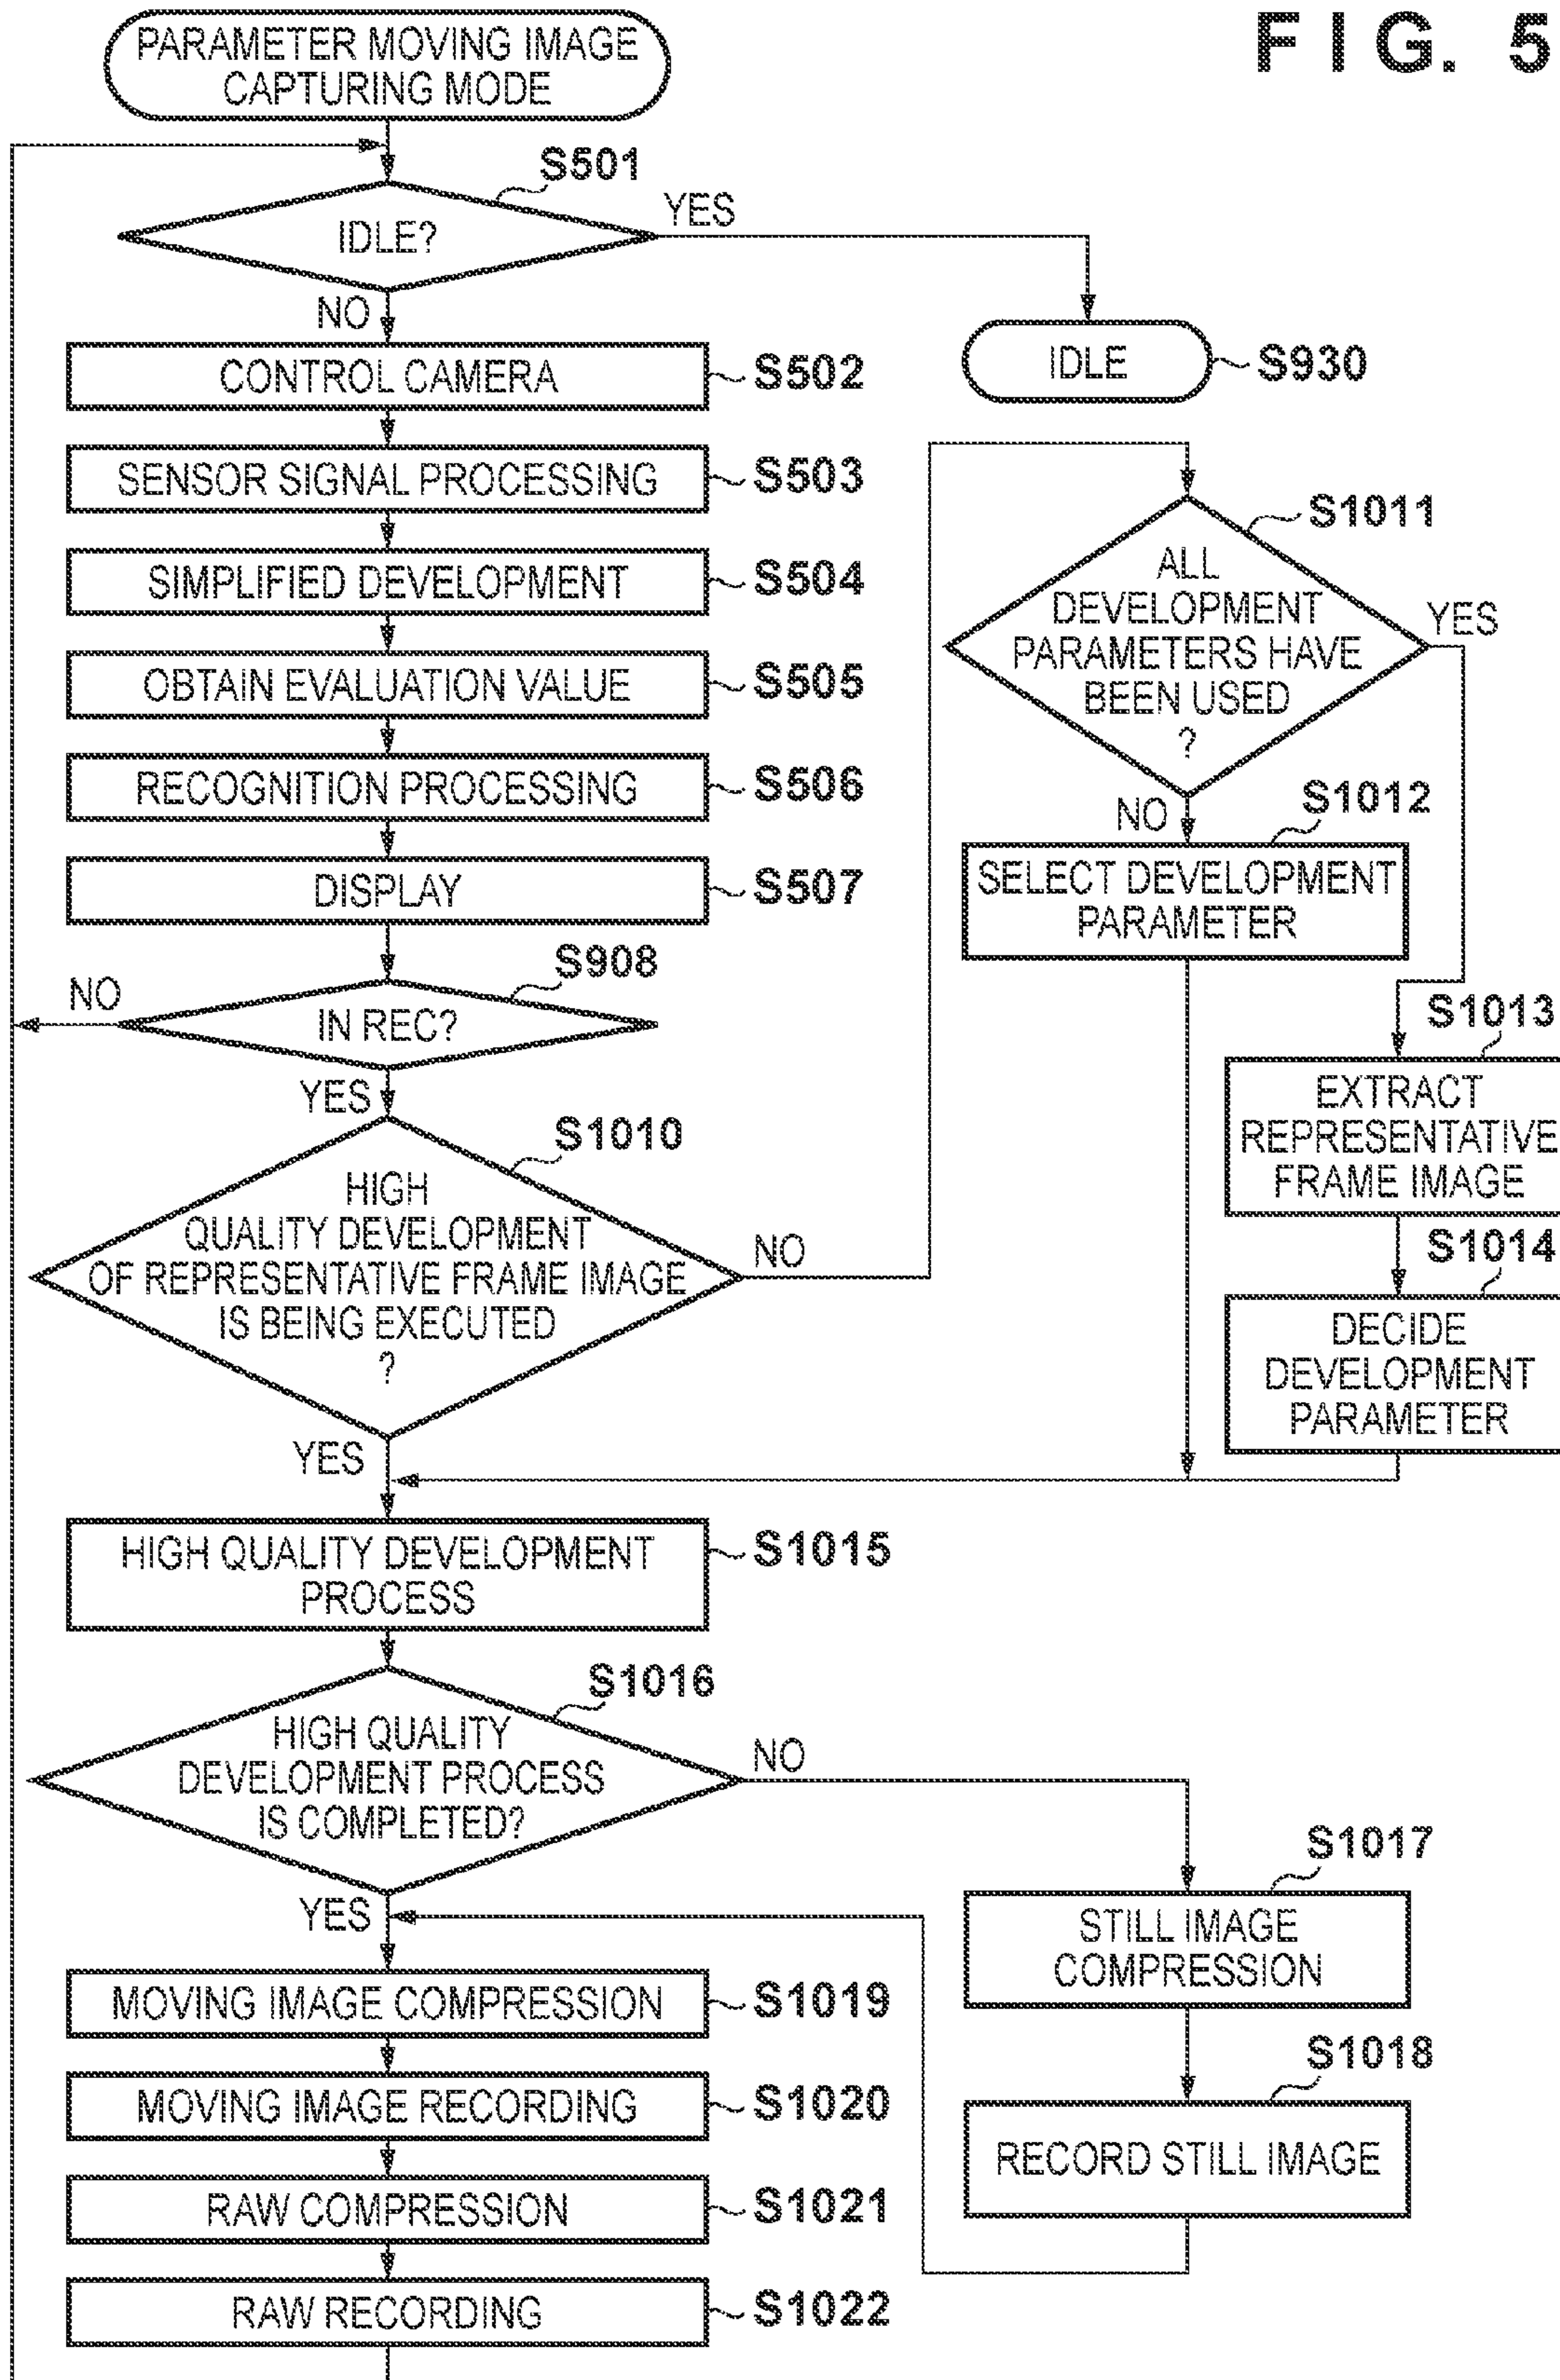 FIG. 5
PARAMETER MOVING IMAGE
CAPTURING MODE
S501
IDLE?
YES
NO
IDLE
S930
CONTROL CAMERA
S502
SENSOR SIGNAL PROCESSING
S503
SIMPLIFIED DEVELOPMENT
S504
OBTAIN EVALUATION VALUE
S505
RECOGNITION PROCESSING
S506
DISPLAY
S507
S908
IN REC?
NO
YES
S1010
HIGH
QUALITY DEVELOPMENT
OF REPRESENTATIVE FRAME IMAGE
IS BEING EXECUTED
?
NO
YES
S1011
ALL
DEVELOPMENT
PARAMETERS HAVE
BEEN USED
?
YES
NO
S1012
SELECT DEVELOPMENT
PARAMETER
S1013
EXTRACT
REPRESENTATIVE
FRAME IMAGE
S1014
DECIDE
DEVELOPMENT
PARAMETER
HIGH QUALITY DEVELOPMENT
PROCESS
S1015
S1016
HIGH QUALITY
DEVELOPMENT PROCESS
IS COMPLETED?
NO
YES
S1017
STILL IMAGE
COMPRESSION
S1018
RECORD STILL IMAGE
MOVING IMAGE COMPRESSION
S1019
MOVING IMAGE RECORDING
S1020
RAW COMPRESSION
S1021
RAW RECORDING
S1022